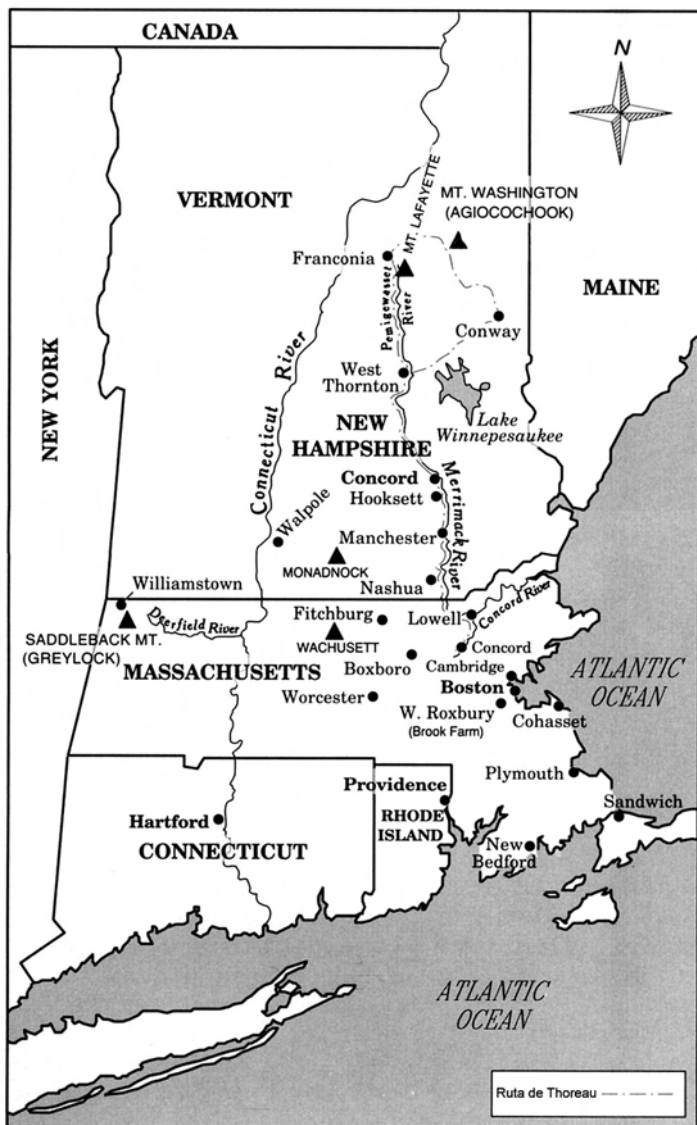 CANADA
N
VERMONT
MT. LAFAYETTE
MT. WASHINGTON
(AGIOCOCHOOK)
Franconia
MAINE
Pemigewasset
River
Conway
NEW YORK
Connecticut River
West
Thornton
NEW
HAMPSHIRE
Lake
Winnepesaukee
Concord
Hooksett
Merrimack River
Walpole
Manchester
MONADNOCK
Nashua
Williamstown
Deerfield River
Fitchburg
Lowell
Concord River
SADDLEBACK MT.
(GREYLOCK)
WACHUSETT
Concord
MASSACHUSETTS
Boxboro
Cambridge
ATLANTIC
OCEAN
Boston
Worcester
W. Roxbury
(Brook Farm)
Cohasset
Providence
Plymouth
Hartford
RHODE
ISLAND
Sandwich
CONNECTICUT
New
Bedford
ATLANTIC
OCEAN
Ruta de Thoreau